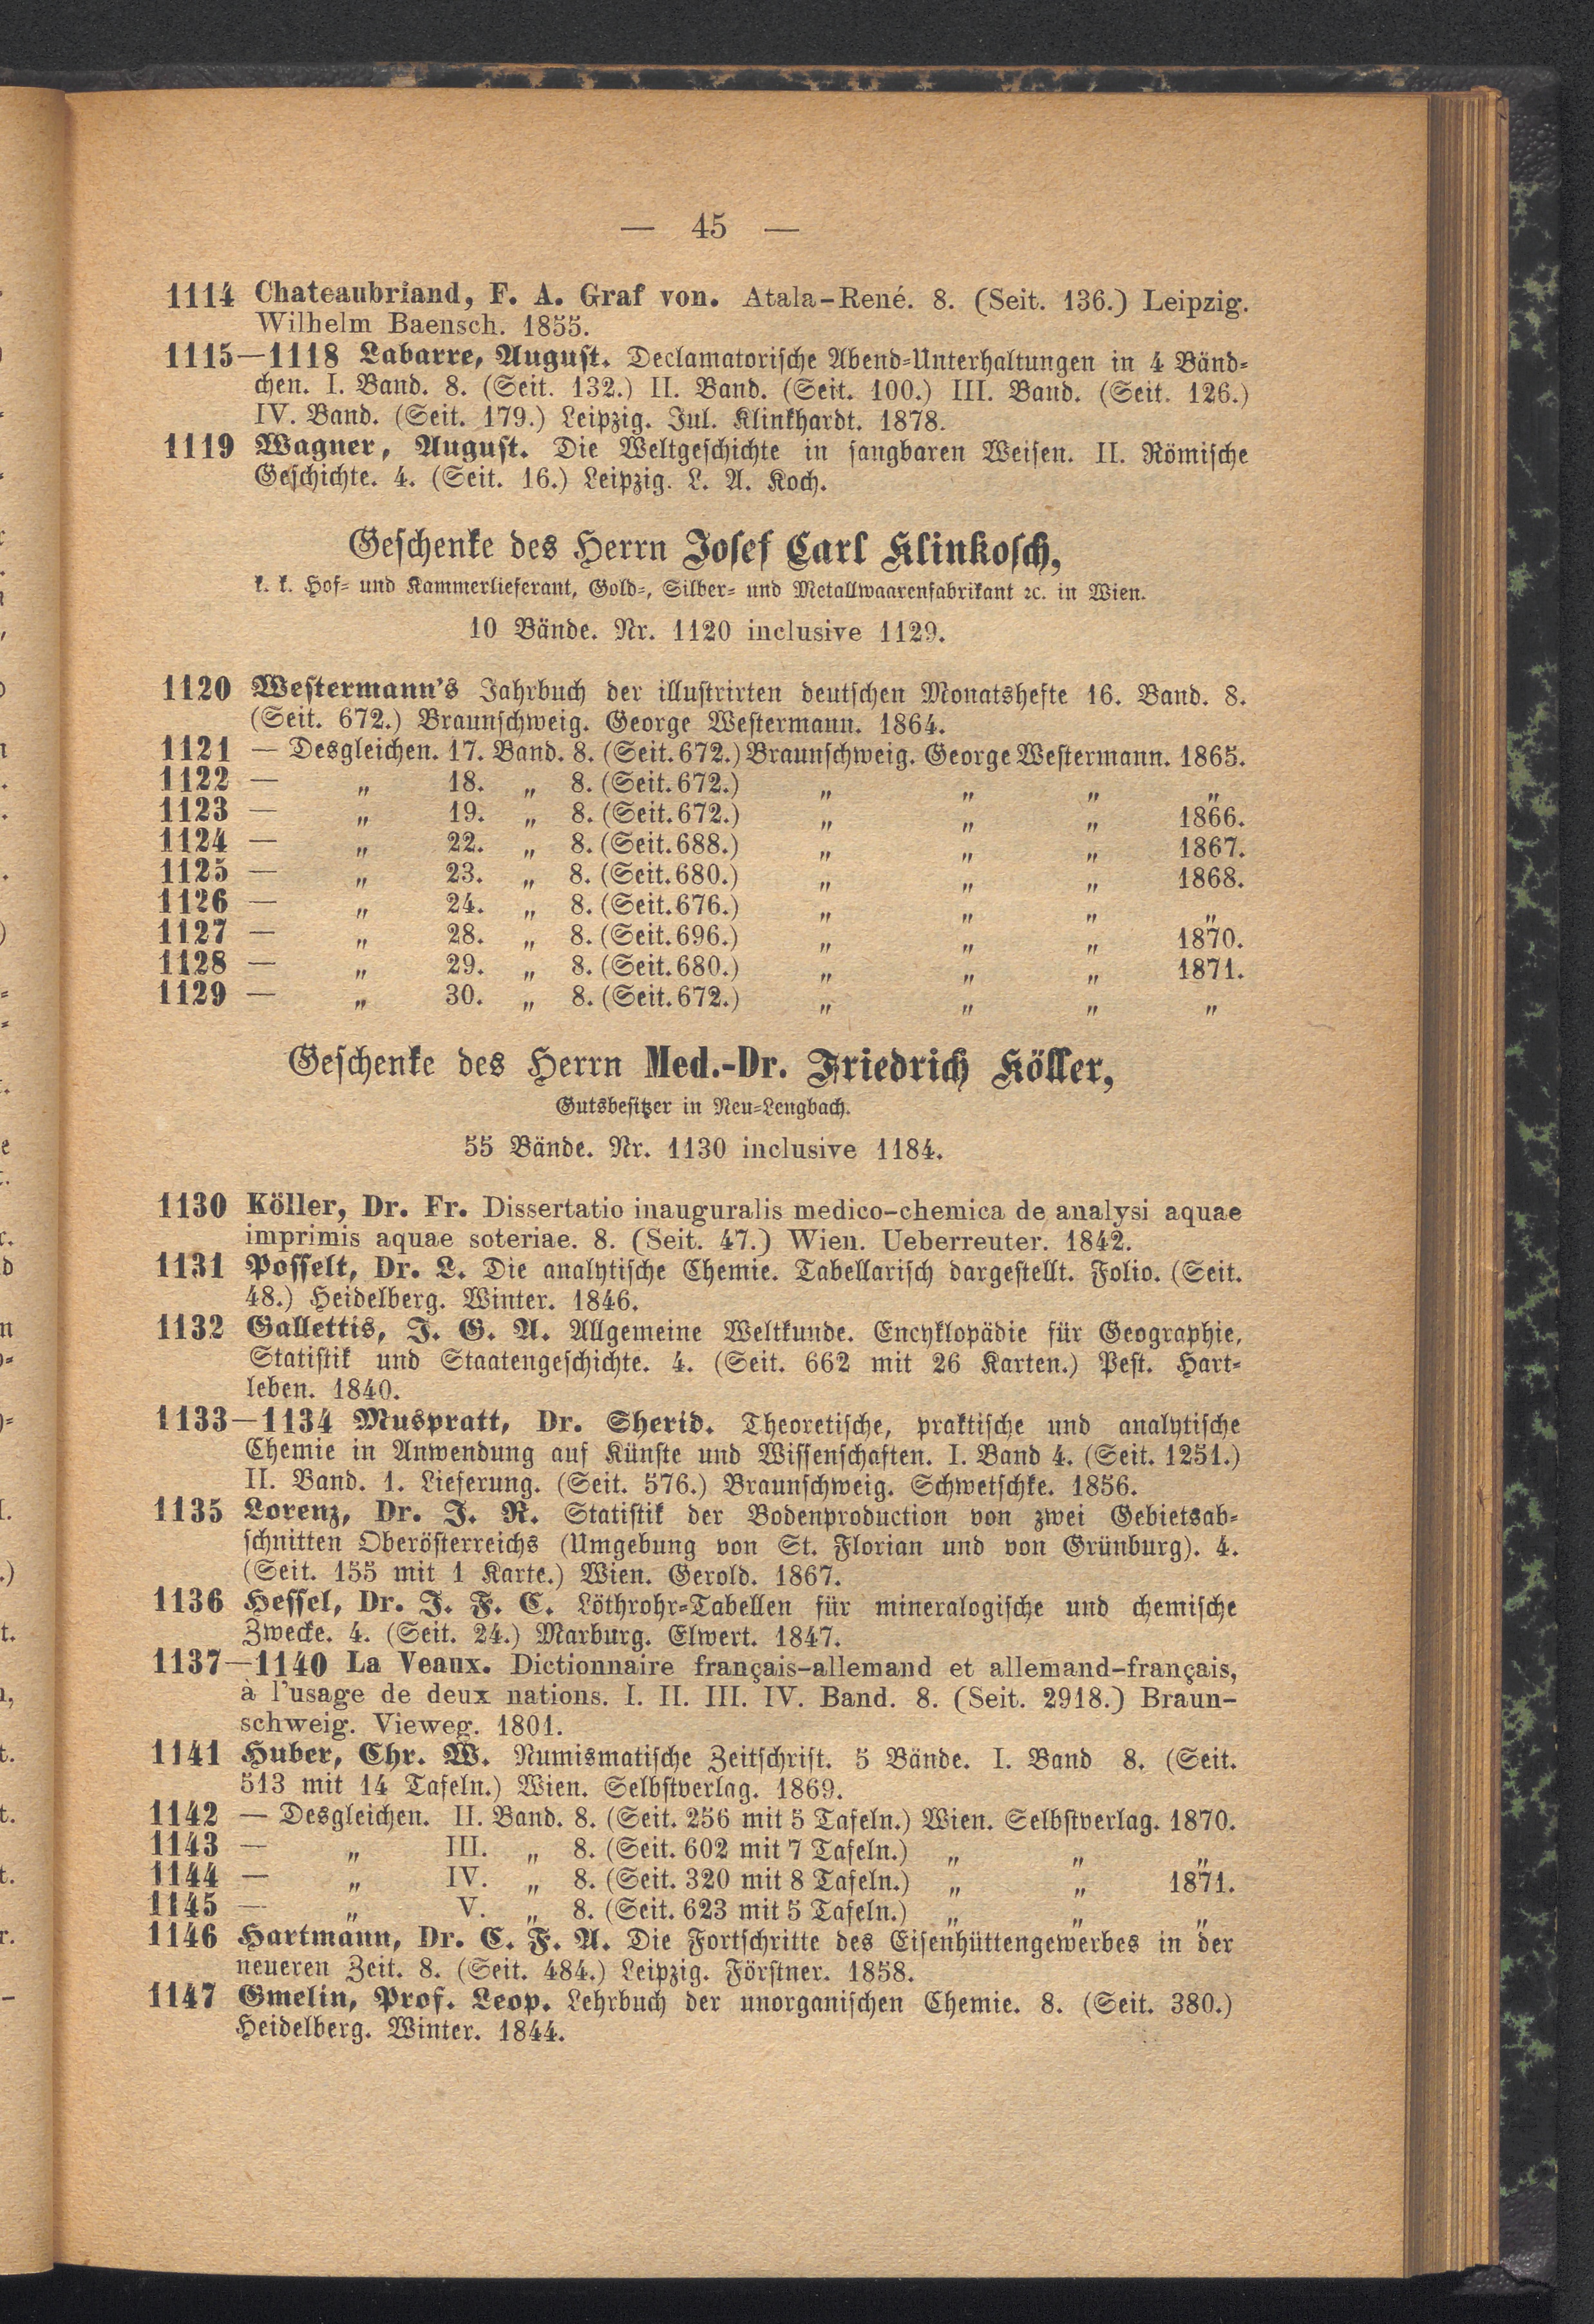 — 45 —
1114 Chateaubriand, F. A. Graf von. Atala-René. 8. (Seit. 136.) Leipzig.
Wilhelm Baensch. 1855.
1115—1118 Labarre, August. Declamatorische Abend-Unterhaltungen in 4 Bänd-
chen. I. Band. 8. (Seit. 132.) II. Band. (Seit. 100.) III. Band. (Seit. 126.)
IV. Band. (Seit. 179.) Leipzig. Jul. Klinkhardt. 1878.
1119 Wagner, August. Die Weltgeschichte in sangbaren Weisen. II. Römische
Geschichte. 4. (Seit. 16.) Leipzig. L. A. Koch.
Geschenke des Herrn Josef Carl Klinkosch,
k. k. Hof- und Kammerlieferant, Gold-, Silber- und Metallwaarenfabrikant ꝛc. in Wien.
10 Bände. Nr. 1120 inclusive 1129.
1120 Westermann's Jahrbuch der illustrirten deutschen Monatshefte 16. Band. 8.
(Seit. 672.) Braunschweig. George Westermann. 1864.
1121 — Desgleichen. 17. Band. 8. (Seit. 672.) Braunschweig. George Westermann. 1865.
1122 — „ 18. „ 8. (Seit. 672.) „ „ „ „
1123 — „ 19. „ 8. (Seit. 672.) „ „ „ 1866.
1124 — „ 22. „ 8. (Seit. 688.) „ „ „ 1867.
1125 — „ 23. „ 8. (Seit. 680.) „ „ „ 1868.
1126 — „ 24. „ 8. (Seit. 676.) „ „ „ „
1127 — „ 28. „ 8. (Seit. 696.) „ „ „ 1870.
1128 — „ 29. „ 8. (Seit. 680.) „ „ „ 1871.
1129 — „ 30. „ 8. (Seit. 672.) „ „ „ „
Geschenke des Herrn Med.-Dr. Friedrich Köller,
Gutsbesitzer in Neu-Lengbach.
55 Bände. Nr. 1130 inclusive 1184.
1130 Köller, Dr. Fr. Dissertatio inauguralis medico-chemica de analysi aquae
imprimis aquae soteriae. 8. (Seit. 47.) Wien. Ueberreuter. 1842.
1131 Posselt, Dr. L. Die analytische Chemie. Tabellarisch dargestellt. Folio. (Seit.
48.) Heidelberg. Winter. 1846.
1132 Gallettis, J. G. A. Allgemeine Weltkunde. Encyklopädie für Geographie,
Statistik und Staatengeschichte. 4. (Seit. 662 mit 26 Karten.) Pest. Hart-
leben. 1840.
1133—1134 Muspratt, Dr. Sherid. Theoretische, praktische und analytische
Chemie in Anwendung auf Künste und Wissenschaften. I. Band 4. (Seit. 1251.)
II. Band. 1. Lieferung. (Seit. 576.) Braunschweig. Schwetschke. 1856.
1135 Lorenz, Dr. J. R. Statistik der Bodenproduction von zwei Gebietsab-
schnitten Oberösterreichs (Umgebung von St. Florian und von Grünburg). 4.
(Seit. 155 mit 1 Karte.) Wien. Gerold. 1867.
1136 Hessel, Dr. J. F. C. Löthrohr-Tabellen für mineralogische und chemische
Zwecke. 4. (Seit. 24.) Marburg. Elwert. 1847.
1137—1140 La Veaux. Dictionnaire français-allemand et allemand-français,
à l'usage de deux nations. I. II. III. IV. Band. 8. (Seit. 2918.) Braun-
schweig. Vieweg. 1801.
1141 Huber, Chr. W. Numismatische Zeitschrift. 5 Bände. I. Band 8. (Seit.
513 mit 14 Tafeln.) Wien. Selbstverlag. 1869.
1142 — Desgleichen. II. Band. 8. (Seit. 256 mit 5 Tafeln.) Wien. Selbstverlag. 1870.
1143 — „ III. „ 8. (Seit. 602 mit 7 Tafeln.) „ „ „
1144 — „ IV. „ 8. (Seit. 320 mit 8 Tafeln.) „ „ 1871.
1145 — „ V. „ 8. (Seit. 623 mit 5 Tafeln.) „ „ „
1146 Hartmann, Dr. C. F. A. Die Fortschritte des Eisenhüttengewerbes in der
neueren Zeit. 8. (Seit. 484.) Leipzig. Förstner. 1858.
1147 Gmelin, Prof. Leop. Lehrbuch der unorganischen Chemie. 8. (Seit. 380.)
Heidelberg. Winter. 1844.